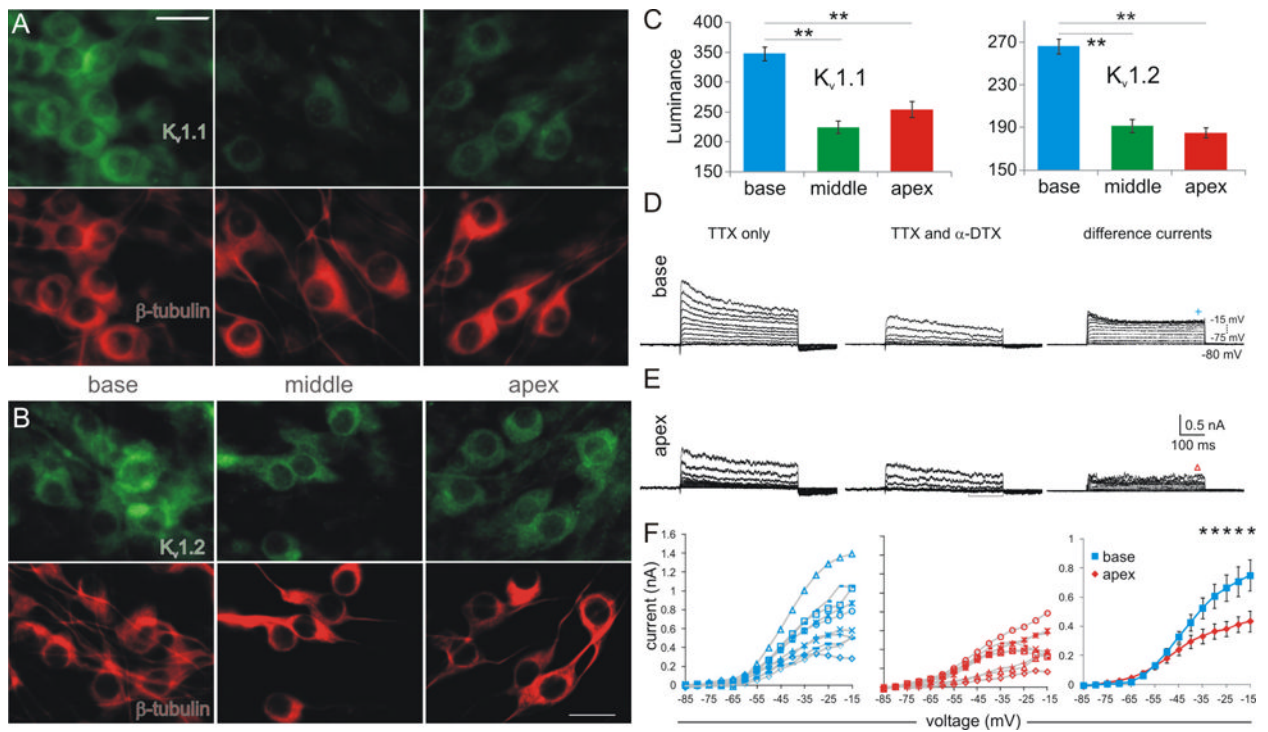 A
Kv1.1
β-tubulin
base middle apex
B
Kv1.2
β-tubulin
C
**
**
400
350
300
250
200
150
Luminance
Kv1.1
base middle apex
**
**
270
230
190
150
Kv1.2
base middle apex
D
TTX only
TTX and α-DTX
difference currents
base
+
-15 mV
-75 mV
-80 mV
E
apex
0.5 nA
100 ms
F
current (nA)
1.6
1.4
1.2
1.0
0.8
0.6
0.4
0.2
0
-85 -75 -65 -55 -45 -35 -25 -15
-85 -75 -65 -55 -45 -35 -25 -15
*****
base
apex
1
0.8
0.6
0.4
0.2
0
-85 -75 -65 -55 -45 -35 -25 -15
voltage (mV)